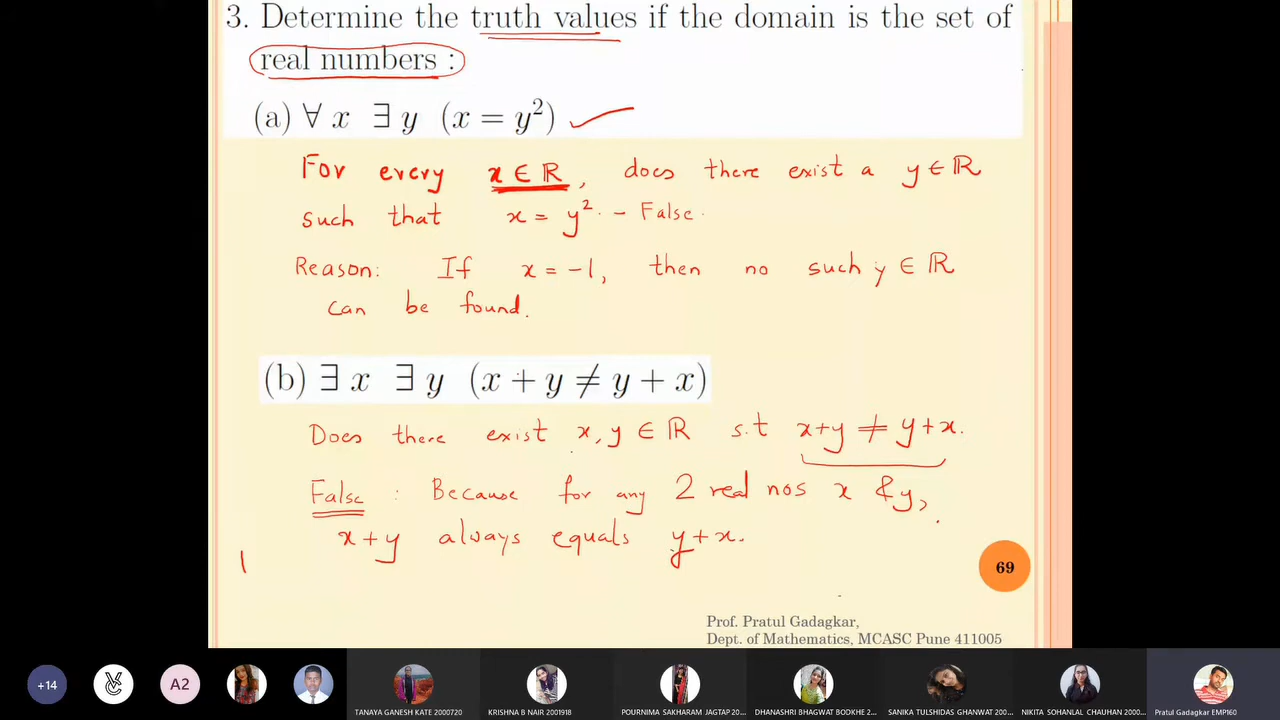 3. Determine the truth values if the domain is the set of
real numbers :
(a) ∀ x ∃ y (x = y²)
For every x ∈ ℝ, does there exist a y ∈ ℝ
such that x = y². - False.
Reason: If x = -1, then no such y ∈ ℝ
can be found.
(b) ∃ x ∃ y (x + y ≠ y + x)
Does there exist x, y ∈ ℝ s.t x+y ≠ y+x.
False : Because for any 2 real nos x & y,
x+y always equals y+x.
69
Prof. Pratul Gadagkar,
Dept. of Mathematics, MCASC Pune 411005
+14
A2
TANAYA GANESH KATE 2000720
KRISHNA B NAIR 2001918
POURNIMA SAKHARAM JAGTAP 20...
DHANASHRI BHAGWAT BODKHE 2...
SANIKA TULSHIDAS GHANWAT 200...
NIKITA SOHANLAL CHAUHAN 2000...
Pratul Gadagkar EMP60